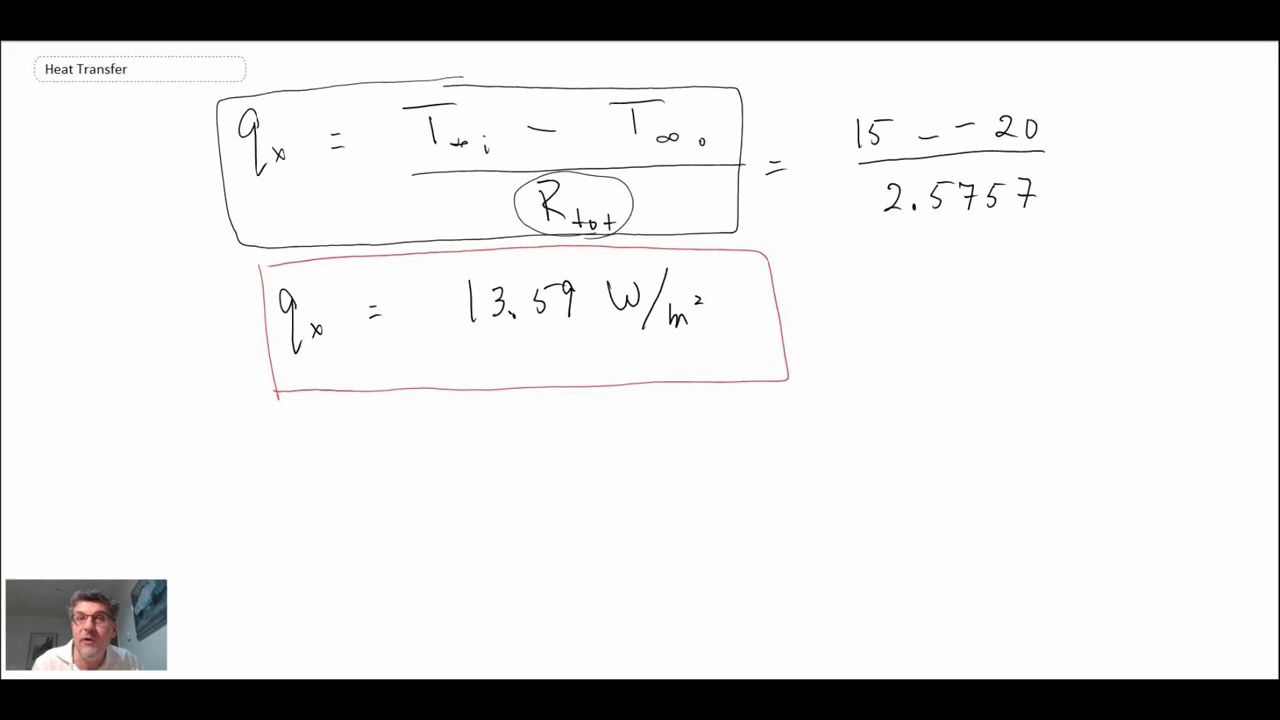 Heat Transfer
qx = T∞i − T∞o / Rtot = 15 − −20 / 2.5757
qx = 13.59 W/m²